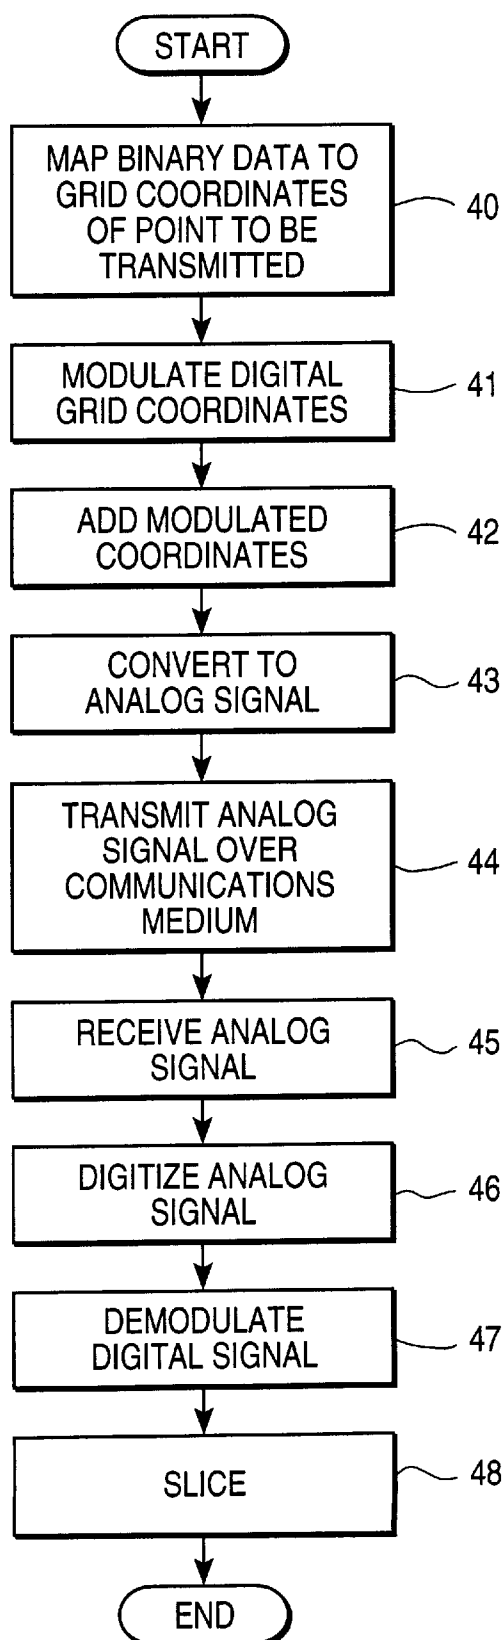 START
MAP BINARY DATA TO
GRID COORDINATES
OF POINT TO BE
TRANSMITTED
40
MODULATE DIGITAL
GRID COORDINATES
41
ADD MODULATED
COORDINATES
42
CONVERT TO
ANALOG SIGNAL
43
TRANSMIT ANALOG
SIGNAL OVER
COMMUNICATIONS
MEDIUM
44
RECEIVE ANALOG
SIGNAL
45
DIGITIZE ANALOG
SIGNAL
46
DEMODULATE
DIGITAL SIGNAL
47
SLICE
48
END